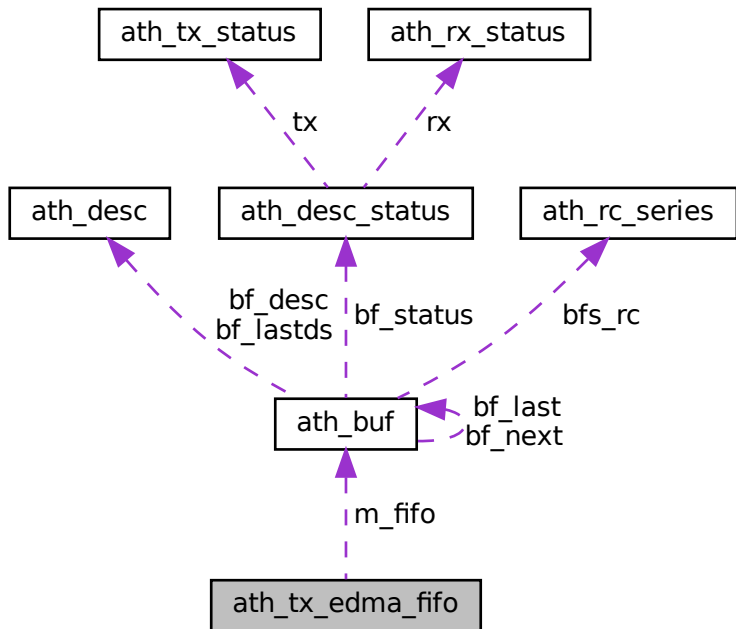 ath_tx_status
ath_rx_status
tx
rx
ath_desc
ath_desc_status
ath_rc_series
bf_desc
bf_lastds
bf_status
bfs_rc
ath_buf
bf_last
bf_next
m_fifo
ath_tx_edma_fifo